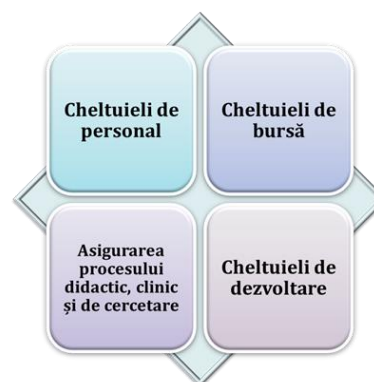 Cheltuieli de
personal
Cheltuieli de
bursă
Asigurarea
procesului
didactic, clinic
și de cercetare
Cheltuieli de
dezvoltare